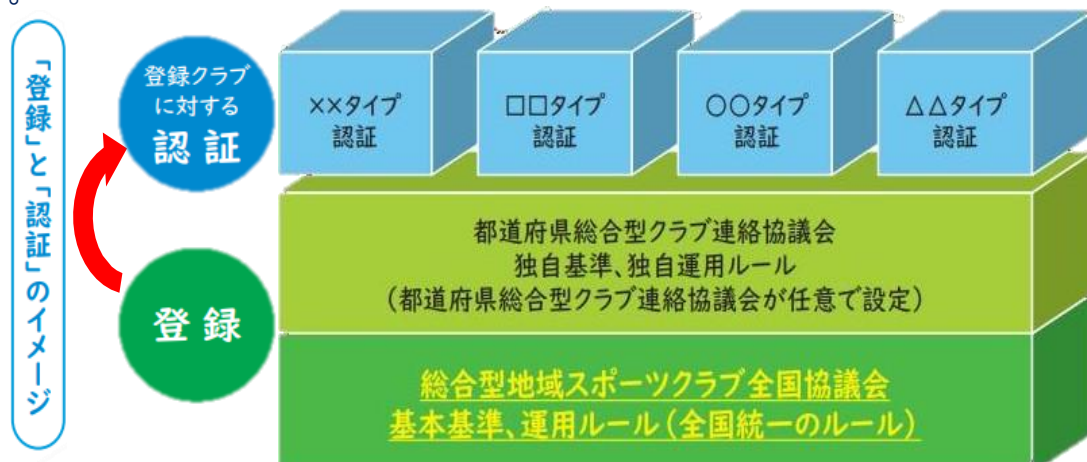 。
「登録」と「認証」のイメージ
登録クラブ
に対する
認証
××タイプ
認証
□□タイプ
認証
○○タイプ
認証
△△タイプ
認証
登録
都道府県総合型クラブ連絡協議会
独自基準、独自運用ルール
(都道府県総合型クラブ連絡協議会が任意で設定)
総合型地域スポーツクラブ全国協議会
基本基準、運用ルール(全国統一のルール)